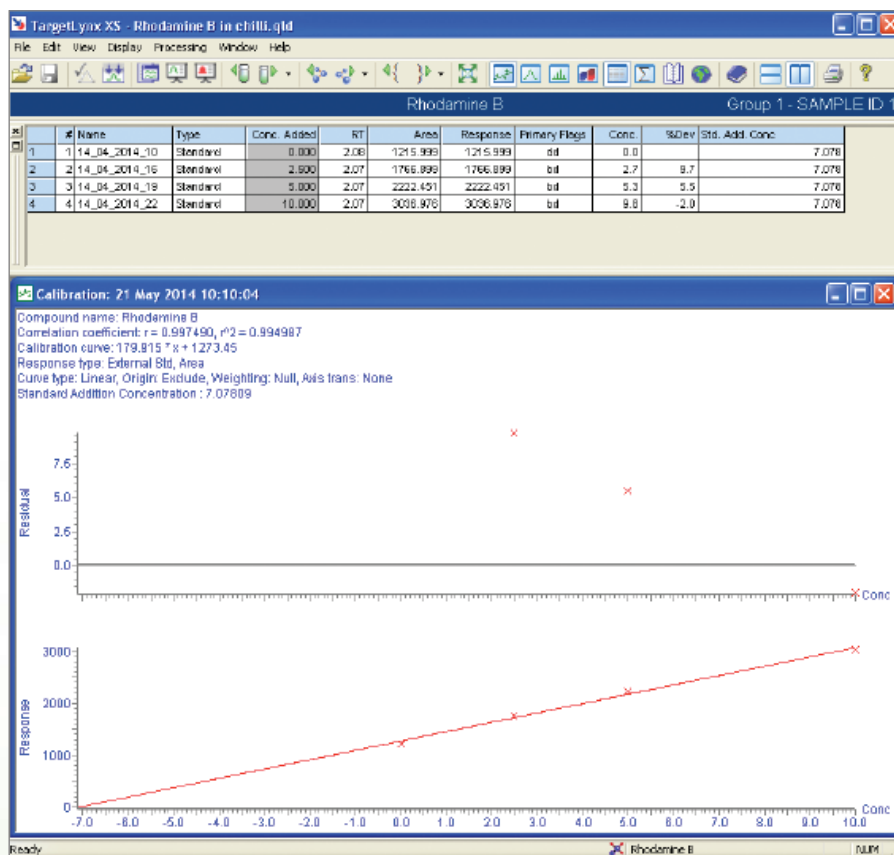 TargetLynx XS - Rhodamine B in chilli.qld
File Edit View Display Processing Window Help
Rhodamine B Group 1 - SAMPLE ID 1
# Name Type Conc. Added RT Area Response Primary Flags Conc. %Dev Std. Add. Conc
1 1 14_04_2014_10 Standard 0.000 2.08 1215.999 1215.999 dd 0.0 7.078
2 2 14_04_2014_16 Standard 2.500 2.07 1766.899 1766.899 bd 2.7 9.7 7.078
3 3 14_04_2014_19 Standard 5.000 2.07 2222.451 2222.451 bd 5.3 5.5 7.078
4 4 14_04_2014_22 Standard 10.000 2.07 3036.976 3036.976 bd 9.8 -2.0 7.078
Calibration: 21 May 2014 10:10:04
Compound name: Rhodamine B
Correlation coefficient: r = 0.997490, r^2 = 0.994987
Calibration curve: 179.915 * x + 1273.45
Response type: External Std, Area
Curve type: Linear, Origin: Exclude, Weighting: Null, Axis trans: None
Standard Addition Concentration : 7.07809
Residual
7.5
5.0
2.5
0.0
Conc
Response
3000
2000
1000
0
Conc
-7.0 -6.0 -5.0 -4.0 -3.0 -2.0 -1.0 0.0 1.0 2.0 3.0 4.0 5.0 6.0 7.0 8.0 9.0 10.0
Ready Rhodamine B NUM